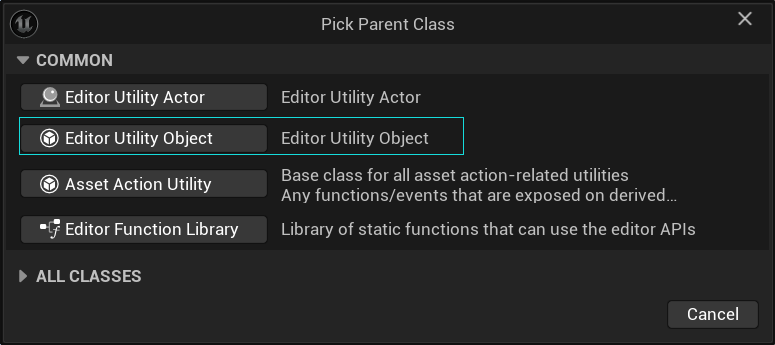 Pick Parent Class
COMMON
Editor Utility Actor Editor Utility Actor
Editor Utility Object Editor Utility Object
Asset Action Utility Base class for all asset action-related utilities
Any functions/events that are exposed on derived...
Editor Function Library Library of static functions that can use the editor APIs
ALL CLASSES
Cancel